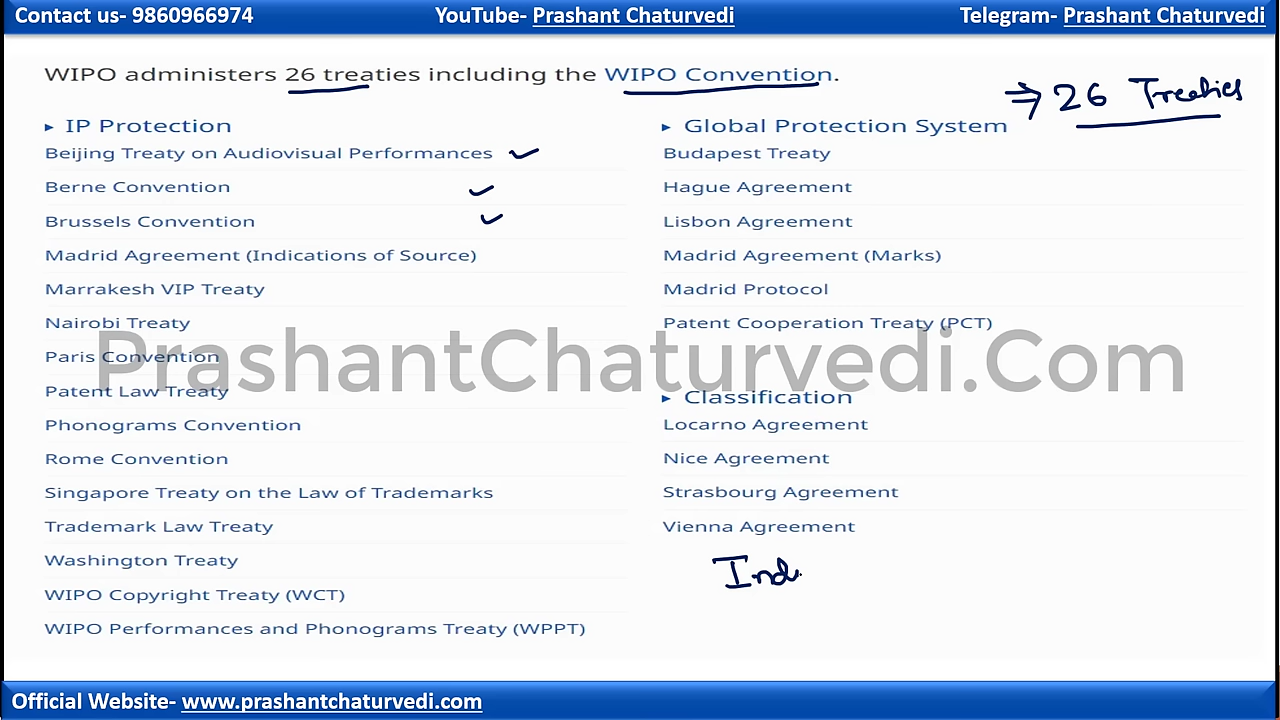 Contact us- 9860966974 YouTube- Prashant Chaturvedi Telegram- Prashant Chaturvedi
WIPO administers 26 treaties including the WIPO Convention.
⇒ 26 Treaties
▸ IP Protection
Beijing Treaty on Audiovisual Performances ✓
Berne Convention ✓
Brussels Convention ✓
Madrid Agreement (Indications of Source)
Marrakesh VIP Treaty
Nairobi Treaty
Paris Convention
Patent Law Treaty
Phonograms Convention
Rome Convention
Singapore Treaty on the Law of Trademarks
Trademark Law Treaty
Washington Treaty
WIPO Copyright Treaty (WCT)
WIPO Performances and Phonograms Treaty (WPPT)
▸ Global Protection System
Budapest Treaty
Hague Agreement
Lisbon Agreement
Madrid Agreement (Marks)
Madrid Protocol
Patent Cooperation Treaty (PCT)
▸ Classification
Locarno Agreement
Nice Agreement
Strasbourg Agreement
Vienna Agreement
Ind
PrashantChaturvedi.Com
Official Website- www.prashantchaturvedi.com